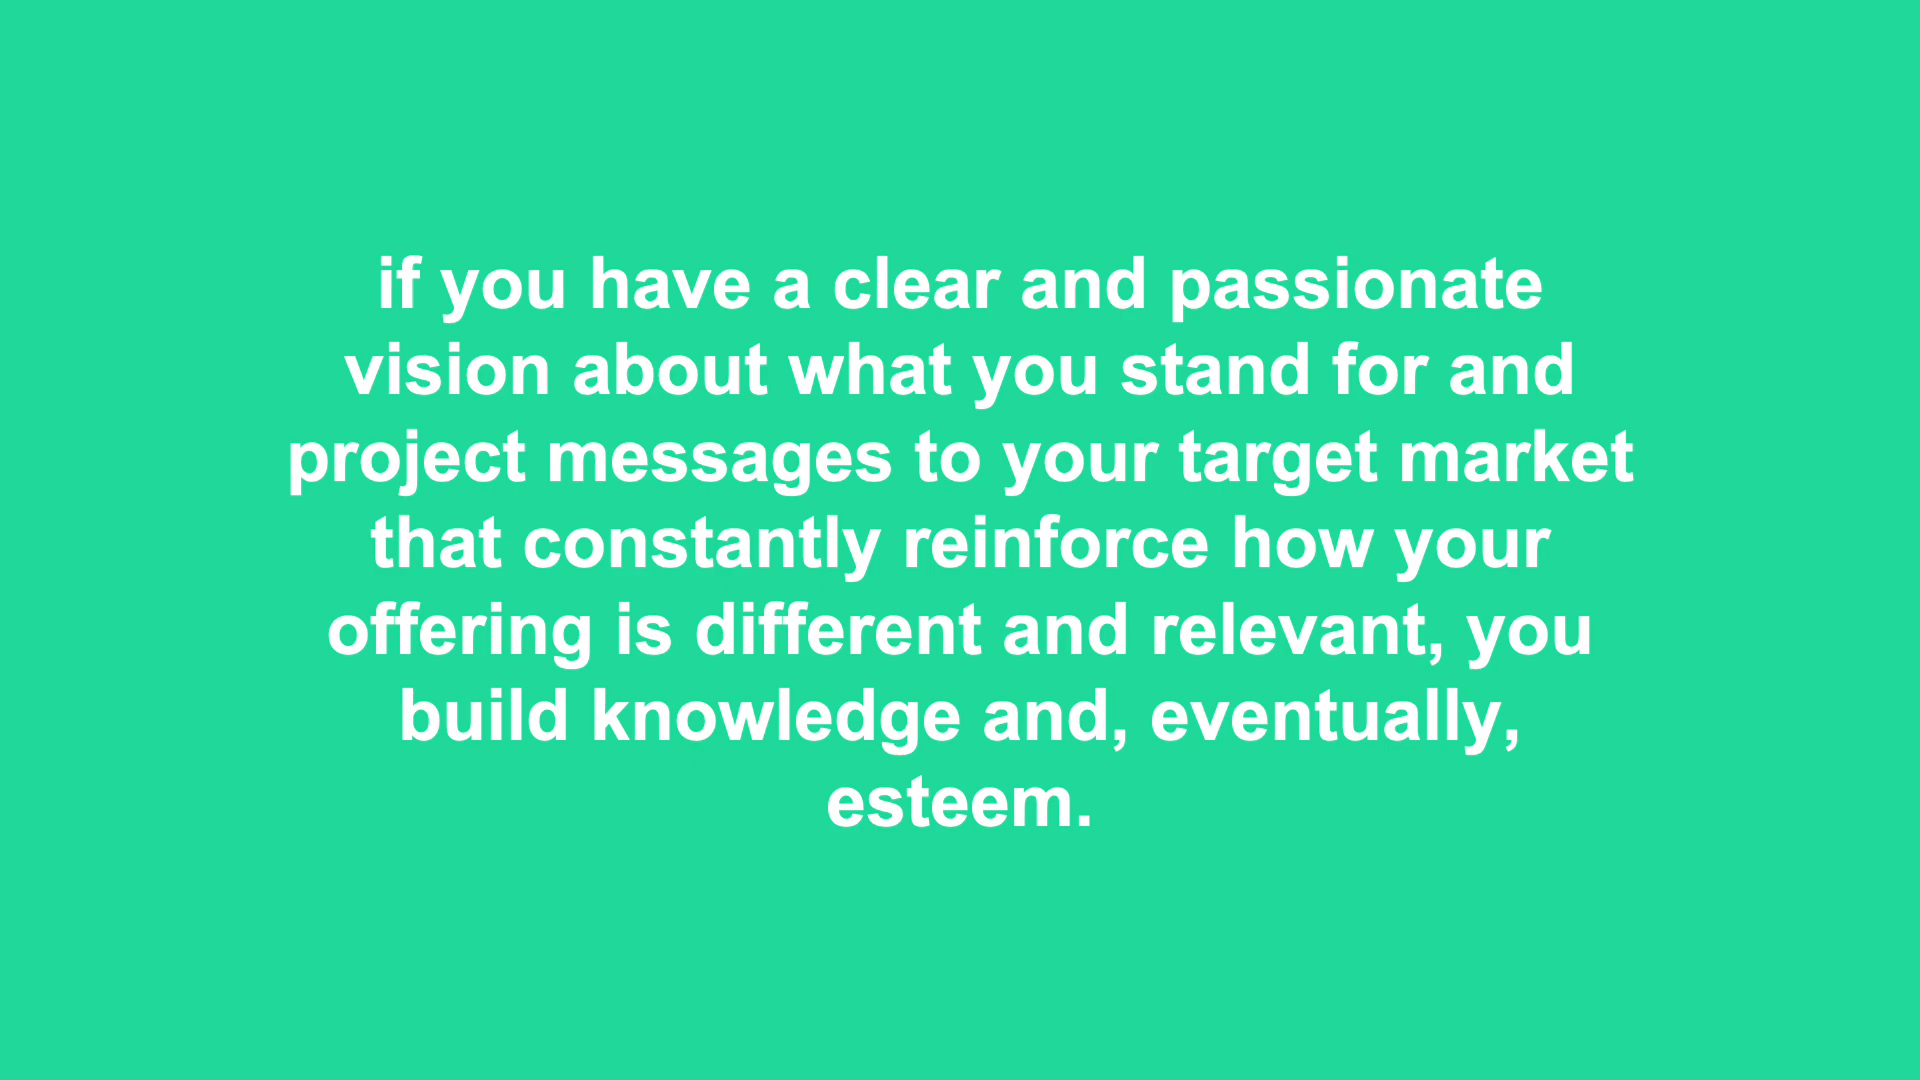 if you have a clear and passionate
vision about what you stand for and
project messages to your target market
that constantly reinforce how your
offering is different and relevant, you
build knowledge and, eventually,
esteem.